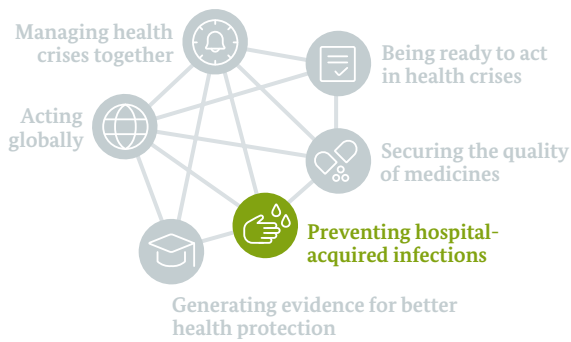 Managing health
crises together
Being ready to act
in health crises
Acting
globally
Securing the quality
of medicines
Preventing hospital-
acquired infections
Generating evidence for better
health protection